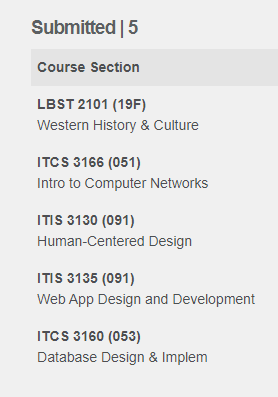 Submitted | 5
Course Section
LBST 2101 (19F)
Western History & Culture
ITCS 3166 (051)
Intro to Computer Networks
ITIS 3130 (091)
Human-Centered Design
ITIS 3135 (091)
Web App Design and Development
ITCS 3160 (053)
Database Design & Implem